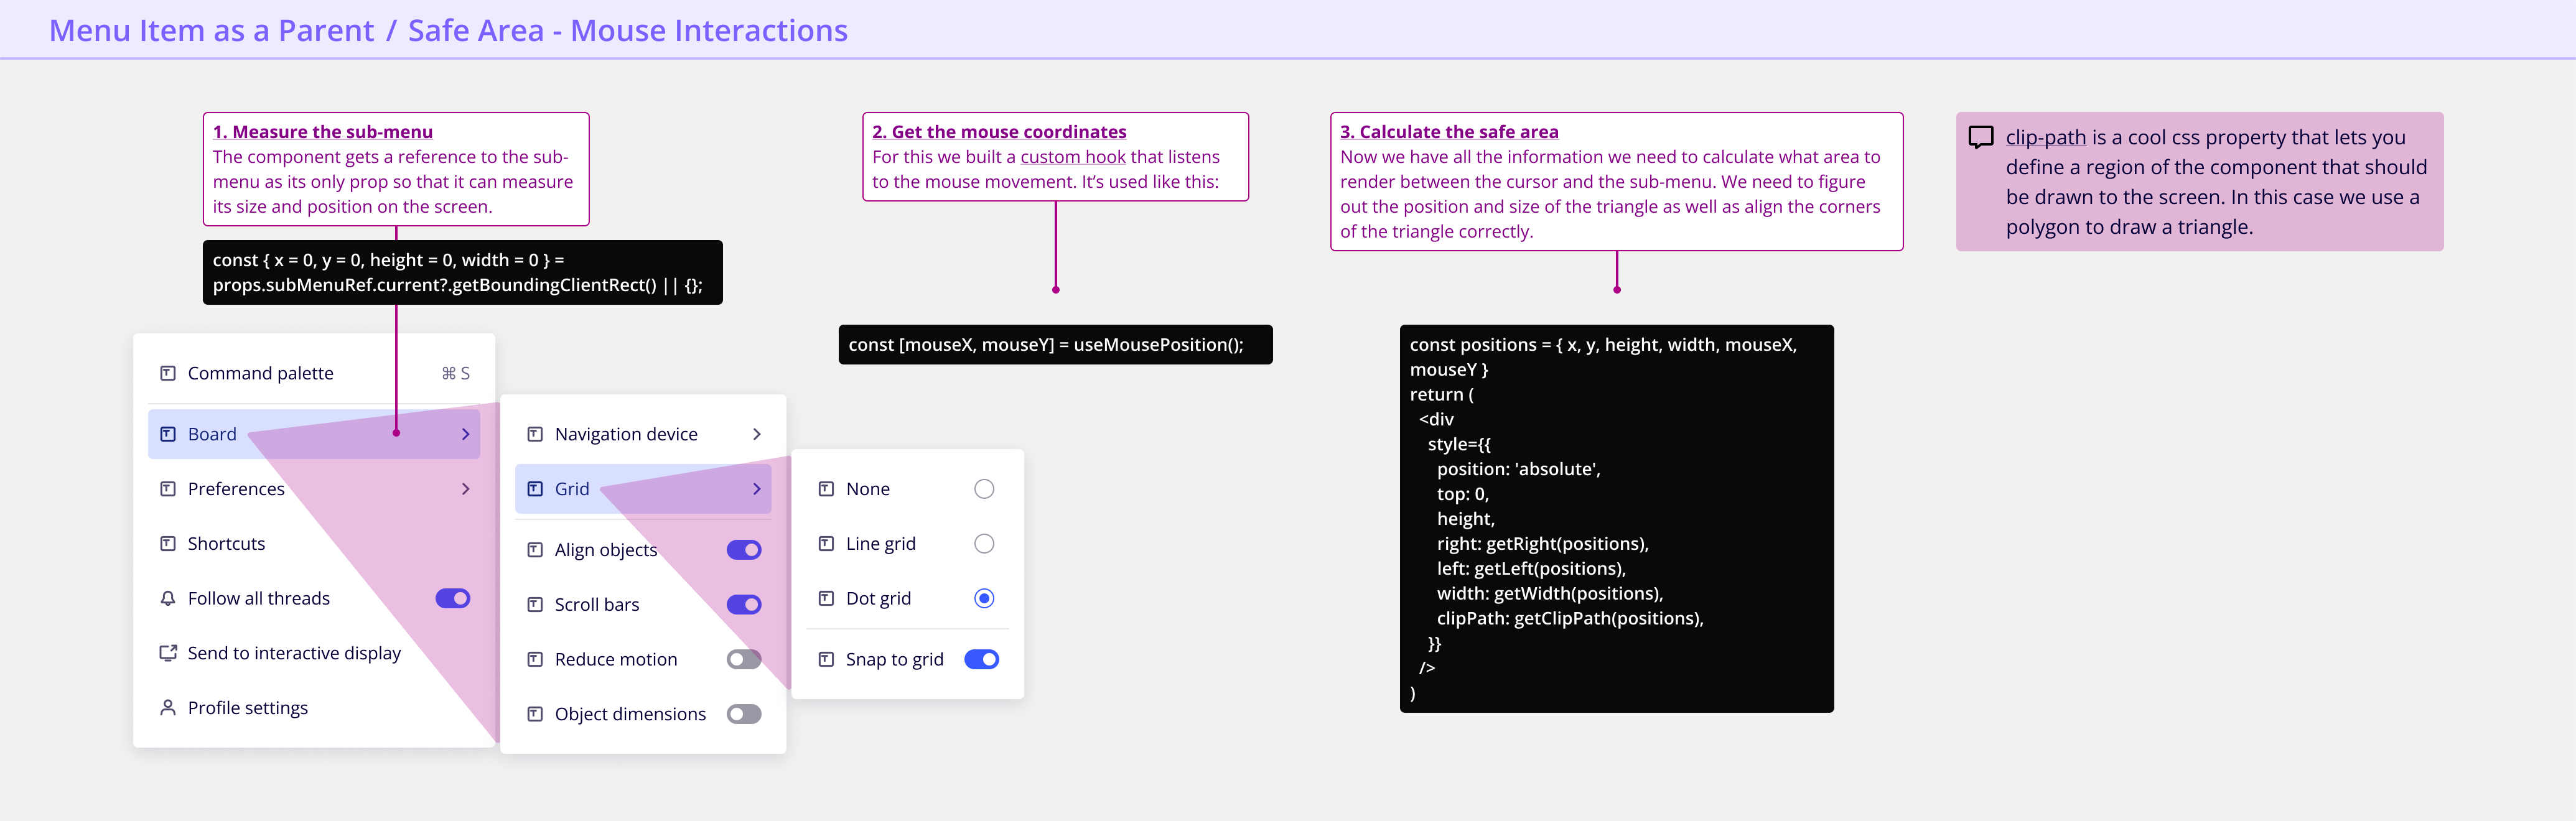 Menu Item as a Parent / Safe Area - Mouse Interactions
1. Measure the sub-menu
The component gets a reference to the sub-
menu as its only prop so that it can measure
its size and position on the screen.
const { x = 0, y = 0, height = 0, width = 0 } =
props.subMenuRef.current?.getBoundingClientRect() || {};
Command palette ⌘ S
Board
Preferences
Shortcuts
Follow all threads
Send to interactive display
Profile settings
Navigation device
Grid
Align objects
Scroll bars
Reduce motion
Object dimensions
None
Line grid
Dot grid
Snap to grid
2. Get the mouse coordinates
For this we built a custom hook that listens
to the mouse movement. It’s used like this:
const [mouseX, mouseY] = useMousePosition();
3. Calculate the safe area
Now we have all the information we need to calculate what area to
render between the cursor and the sub-menu. We need to figure
out the position and size of the triangle as well as align the corners
of the triangle correctly.
const positions = { x, y, height, width, mouseX,
mouseY }
return (
<div
style={{
position: 'absolute',
top: 0,
height,
right: getRight(positions),
left: getLeft(positions),
width: getWidth(positions),
clipPath: getClipPath(positions),
}}
/>
)
clip-path is a cool css property that lets you
define a region of the component that should
be drawn to the screen. In this case we use a
polygon to draw a triangle.